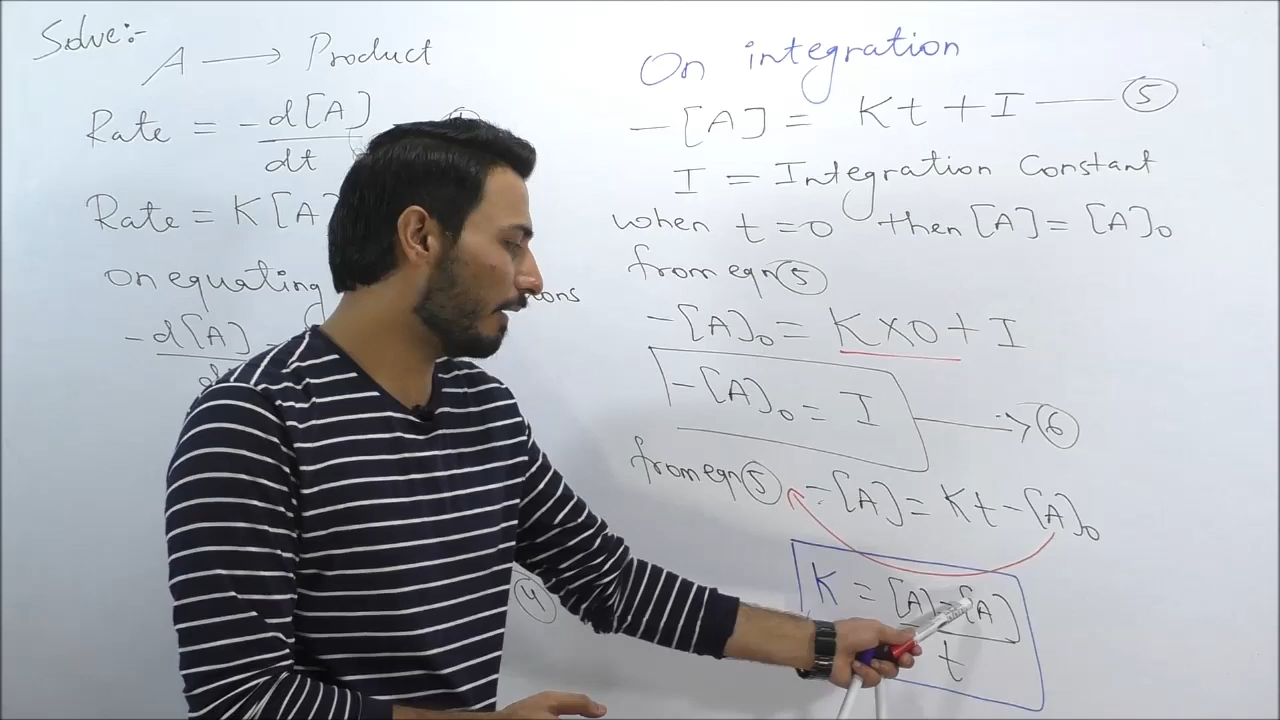 Solve:-
A → Product
Rate = -d[A]/dt
Rate = K[A]
on equating
-d[A]
4
On integration
-[A] = Kt + I — 5
I = Integration Constant
when t=0 then [A] = [A]₀
from eqn 5
-[A]₀ = K×0 + I
-[A]₀ = I → 6
from eqn 5 -[A] = Kt - [A]₀
K = [A] - [A]
t